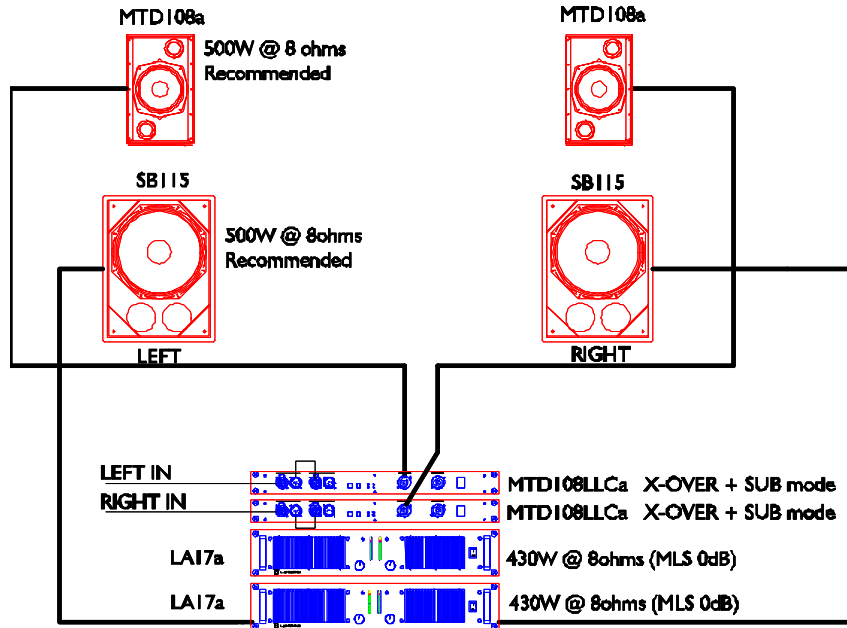 MTD108a
MTD108a
500W @ 8 ohms
Recommended
SB115
SB115
500W @ 8ohms
Recommended
LEFT
RIGHT
LEFT IN
MTD108LLCa X-OVER + SUB mode
RIGHT IN
MTD108LLCa X-OVER + SUB mode
LA17a
430W @ 8ohms (MLS 0dB)
LA17a
430W @ 8ohms (MLS 0dB)